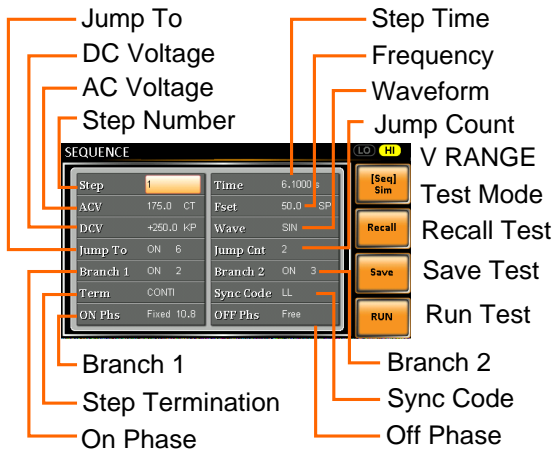 Jump To
DC Voltage
AC Voltage
Step Number
Step Time
Frequency
Waveform
Jump Count
V RANGE
Test Mode
Recall Test
Save Test
Run Test
SEQUENCE
LO HI
Step 1 Time 6.1000 s
ACV 175.0 CT Fset 50.0 SP
DCV +250.0 KP Wave SIN
Jump To ON 6 Jump Cnt 2
Branch 1 ON 2 Branch 2 ON 3
Term CONTI Sync Code LL
ON Phs Fixed 10.8 OFF Phs Free
[Seq]
Sim
Recall
Save
RUN
Branch 1
Step Termination
On Phase
Branch 2
Sync Code
Off Phase